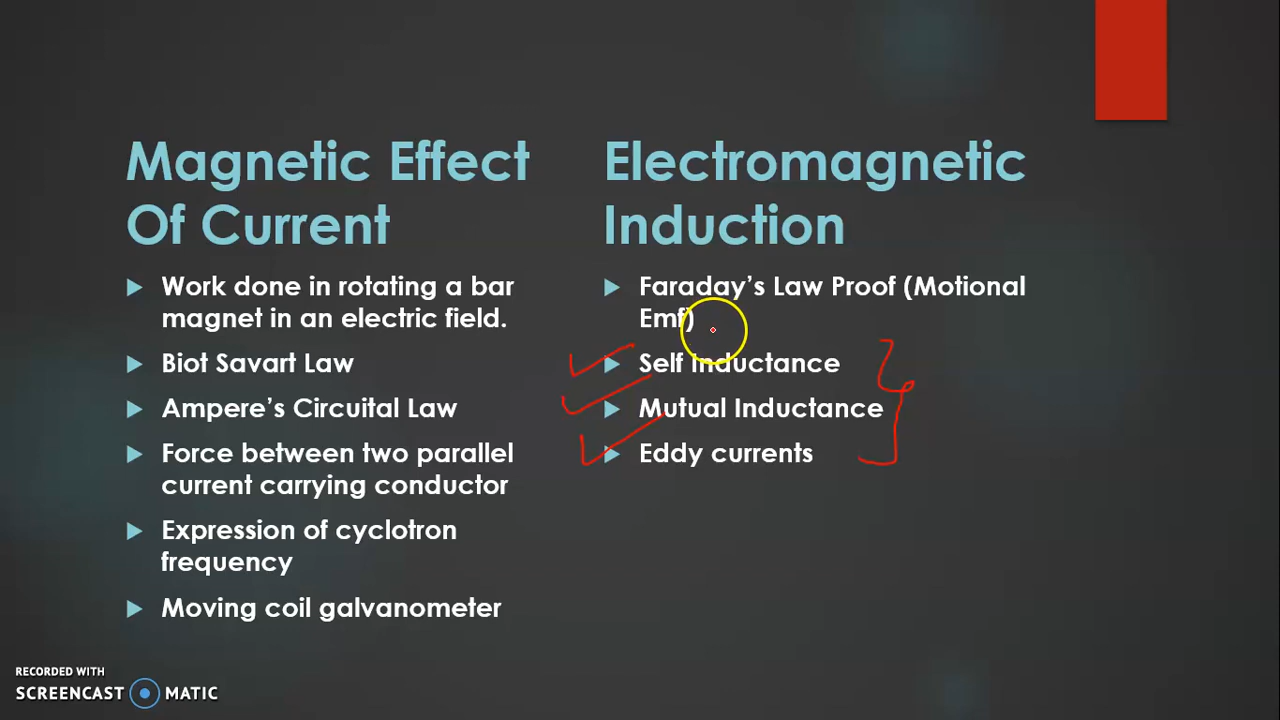 Magnetic Effect
Of Current
Work done in rotating a bar
magnet in an electric field.
Biot Savart Law
Ampere's Circuital Law
Force between two parallel
current carrying conductor
Expression of cyclotron
frequency
Moving coil galvanometer
Electromagnetic
Induction
Faraday's Law Proof (Motional
Emf)
Self Inductance
Mutual Inductance
Eddy currents
RECORDED WITH
SCREENCAST MATIC